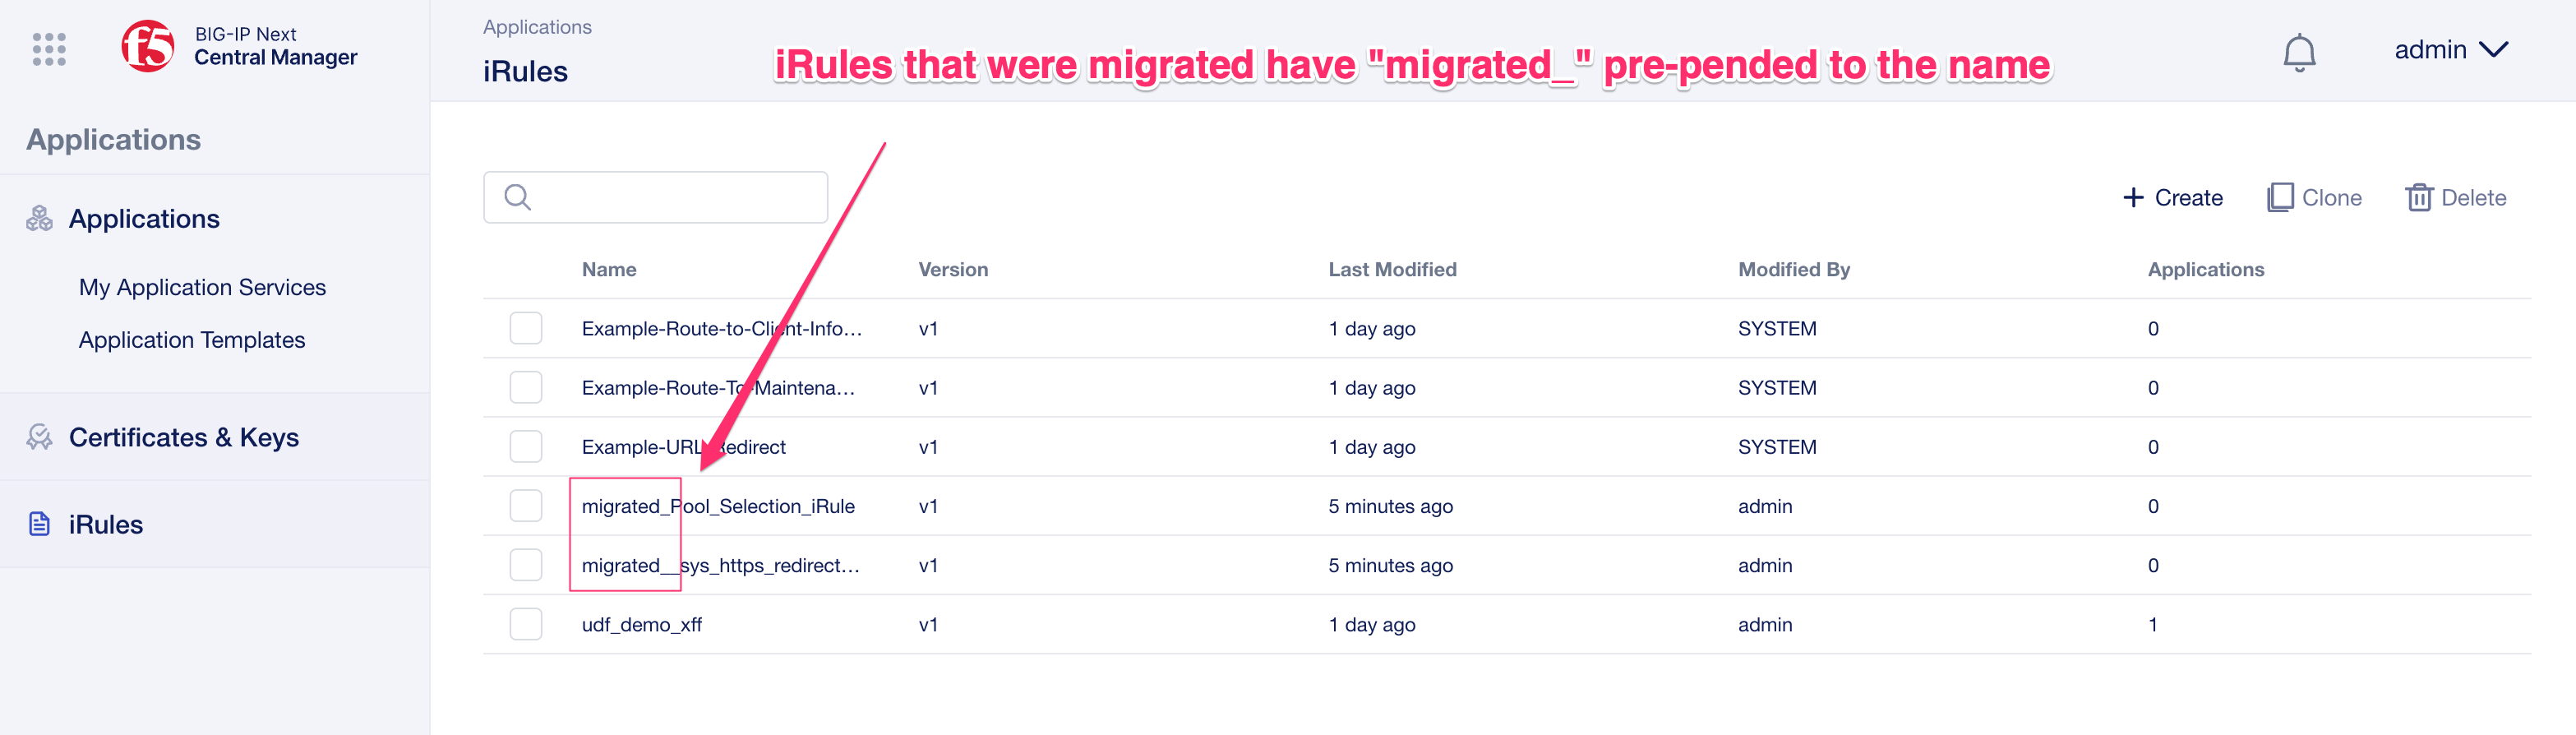 f5
BIG-IP Next
Central Manager
Applications
Applications
My Application Services
Application Templates
Certificates & Keys
iRules
Applications
iRules
iRules that were migrated have "migrated_" pre-pended to the name
admin
Create Clone Delete
Name Version Last Modified Modified By Applications
Example-Route-to-Client-Info... v1 1 day ago SYSTEM 0
Example-Route-To-Maintena... v1 1 day ago SYSTEM 0
Example-URL-Redirect v1 1 day ago SYSTEM 0
migrated_Pool_Selection_iRule v1 5 minutes ago admin 0
migrated__sys_https_redirect... v1 5 minutes ago admin 0
udf_demo_xff v1 1 day ago admin 1